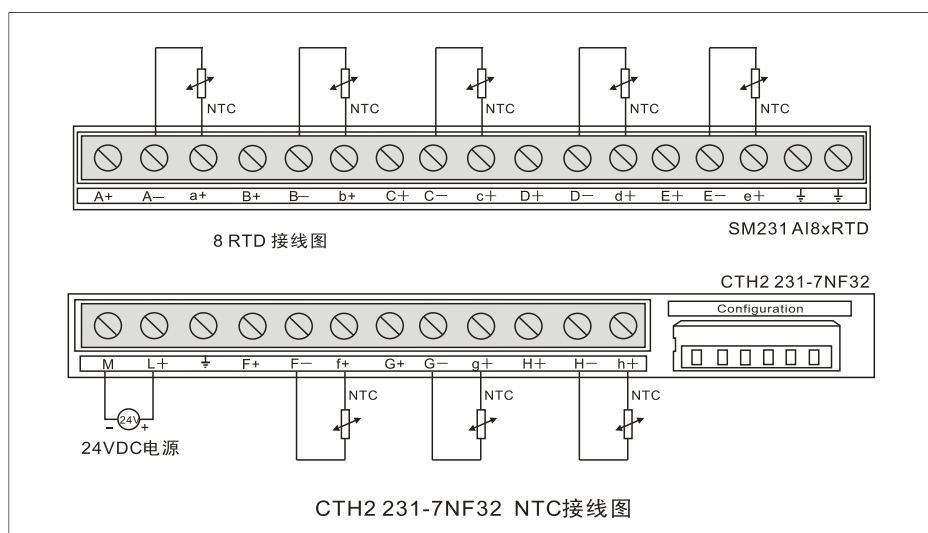 NTC NTC NTC NTC NTC
A+ A— a+ B+ B— b+ C+ C— c+ D+ D— d+ E+ E— e+
8 RTD 接线图
SM231 AI8xRTD
CTH2 231-7NF32
Configuration
M L+ F+ F— f+ G+ G— g+ H+ H— h+
NTC NTC NTC
- 24V +
24VDC电源
CTH2 231-7NF32 NTC接线图